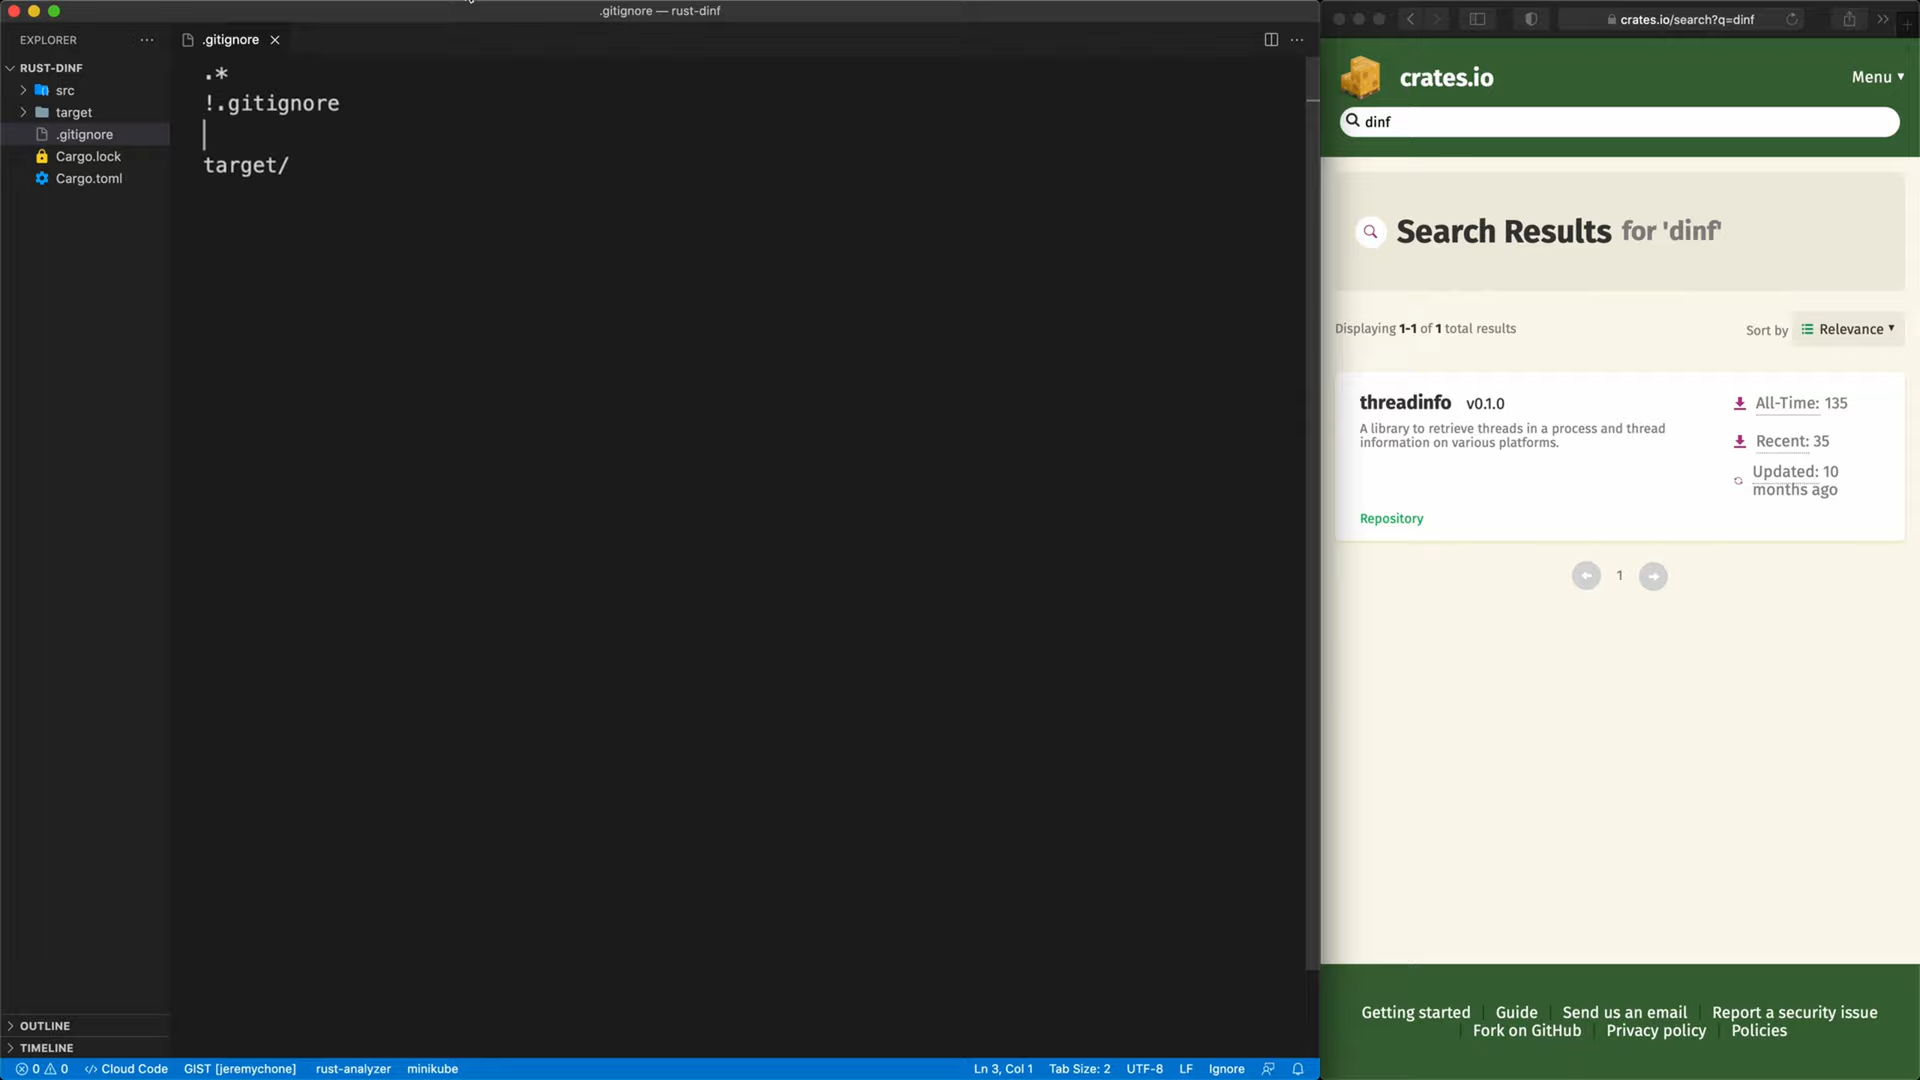 .gitignore — rust-dinf
EXPLORER
.gitignore
RUST-DINF
src
target
.gitignore
Cargo.lock
Cargo.toml
.*
!.gitignore
target/
OUTLINE
TIMELINE
0 0 Cloud Code GIST [jeremychone] rust-analyzer minikube
Ln 3, Col 1 Tab Size: 2 UTF-8 LF Ignore
crates.io/search?q=dinf
crates.io
Menu
dinf
Search Results for 'dinf'
Displaying 1-1 of 1 total results
Sort by Relevance
threadinfo v0.1.0
A library to retrieve threads in a process and thread
information on various platforms.
All-Time: 135
Recent: 35
Updated: 10
months ago
Repository
1
Getting started Guide Send us an email Report a security issue
Fork on GitHub Privacy policy Policies